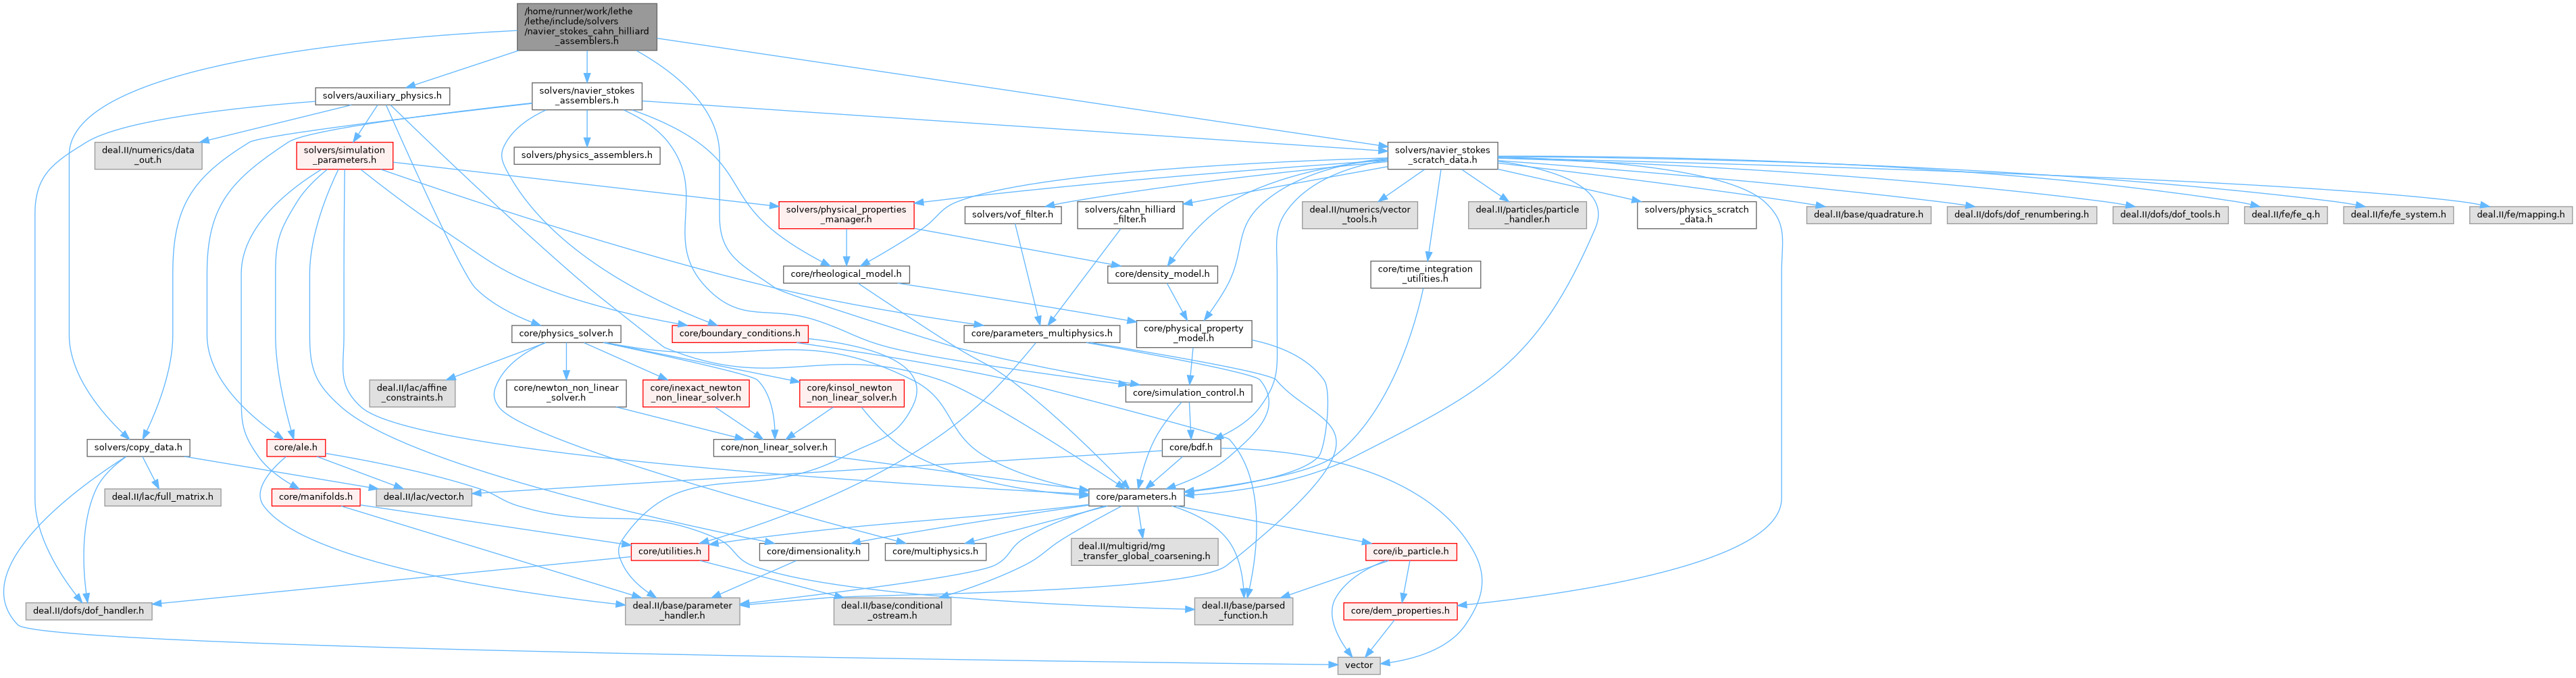 /home/runner/work/lethe
/lethe/include/solvers
/navier_stokes_cahn_hilliard
_assemblers.h
solvers/auxiliary_physics.h
solvers/navier_stokes
_assemblers.h
deal.II/numerics/data
_out.h
solvers/simulation
_parameters.h
solvers/physics_assemblers.h
solvers/navier_stokes
_scratch_data.h
solvers/physical_properties
_manager.h
solvers/vof_filter.h
solvers/cahn_hilliard
_filter.h
deal.II/numerics/vector
_tools.h
deal.II/particles/particle
_handler.h
solvers/physics_scratch
_data.h
deal.II/base/quadrature.h
deal.II/dofs/dof_renumbering.h
deal.II/dofs/dof_tools.h
deal.II/fe/fe_q.h
deal.II/fe/fe_system.h
deal.II/fe/mapping.h
core/rheological_model.h
core/density_model.h
core/time_integration
_utilities.h
core/physics_solver.h
core/boundary_conditions.h
core/parameters_multiphysics.h
core/physical_property
_model.h
deal.II/lac/affine
_constraints.h
core/newton_non_linear
_solver.h
core/inexact_newton
_non_linear_solver.h
core/kinsol_newton
_non_linear_solver.h
core/simulation_control.h
solvers/copy_data.h
core/ale.h
core/non_linear_solver.h
core/bdf.h
deal.II/lac/full_matrix.h
core/manifolds.h
deal.II/lac/vector.h
core/parameters.h
core/utilities.h
core/dimensionality.h
core/multiphysics.h
deal.II/multigrid/mg
_transfer_global_coarsening.h
core/ib_particle.h
deal.II/dofs/dof_handler.h
deal.II/base/parameter
_handler.h
deal.II/base/conditional
_ostream.h
deal.II/base/parsed
_function.h
core/dem_properties.h
vector